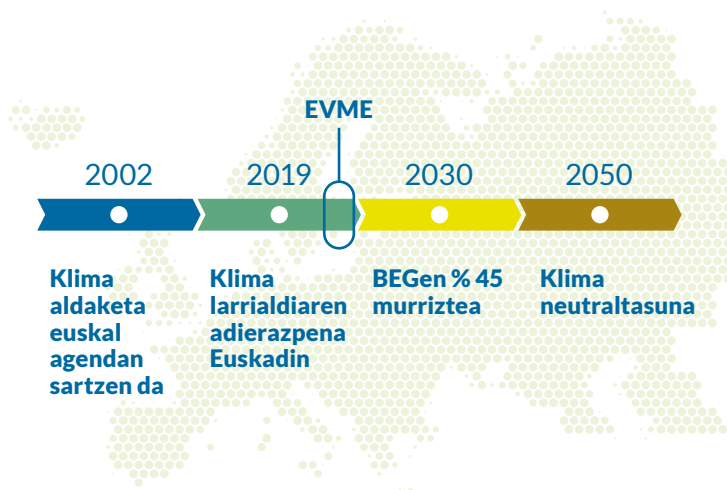 EVME
2002
2019
2030
2050
Klima
aldaketa
euskal
agendan
sartzen da
Klima
larrialdiaren
adierazpena
Euskadin
BEGen % 45
murriztea
Klima
neutraltasuna